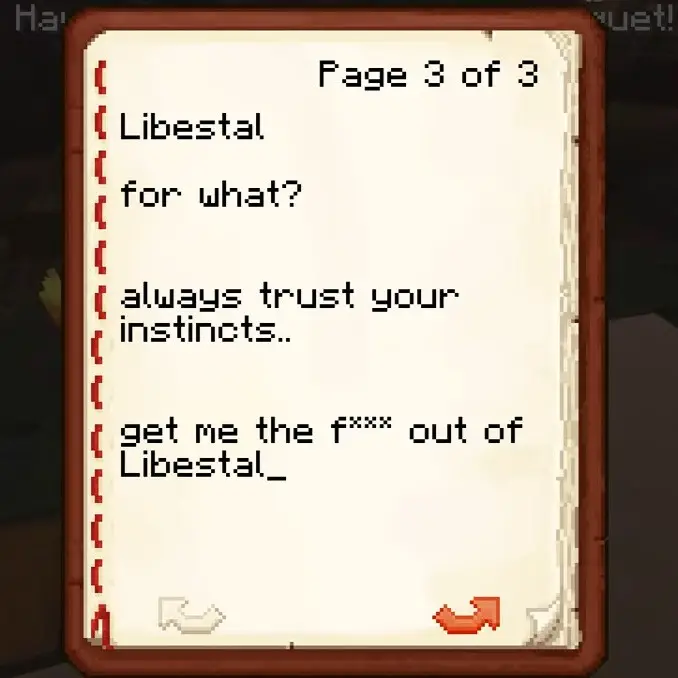 Page 3 of 3
Libestal
for what?
always trust your
instincts..
get me the f*** out of
Libestal_